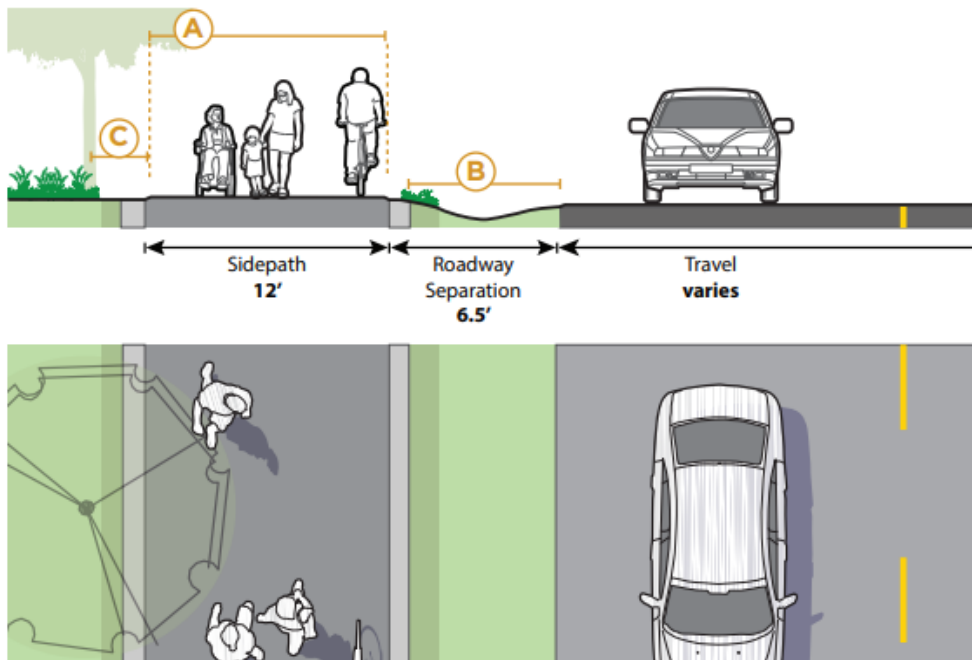 A
C
B
Sidepath
12’
Roadway
Separation
6.5’
Travel
varies